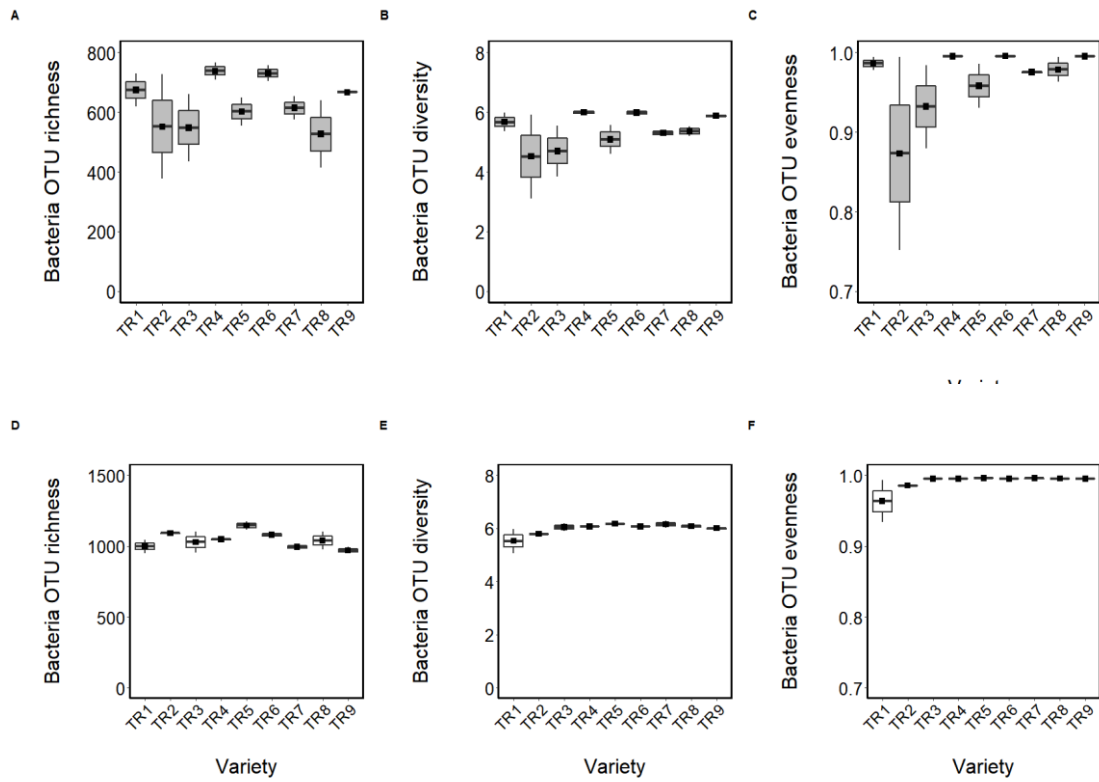 A
B
C
Bacteria OTU richness
800
600
400
200
0
TR1 TR2 TR3 TR4 TR5 TR6 TR7 TR8 TR9
Bacteria OTU diversity
8
6
4
2
0
TR1 TR2 TR3 TR4 TR5 TR6 TR7 TR8 TR9
Bacteria OTU evenness
1.0
0.9
0.8
0.7
TR1 TR2 TR3 TR4 TR5 TR6 TR7 TR8 TR9
D
E
F
Bacteria OTU richness
1500
1000
500
0
TR1 TR2 TR3 TR4 TR5 TR6 TR7 TR8 TR9
Variety
Bacteria OTU diversity
8
6
4
2
0
TR1 TR2 TR3 TR4 TR5 TR6 TR7 TR8 TR9
Variety
Bacteria OTU evenness
1.0
0.9
0.8
0.7
TR1 TR2 TR3 TR4 TR5 TR6 TR7 TR8 TR9
Variety